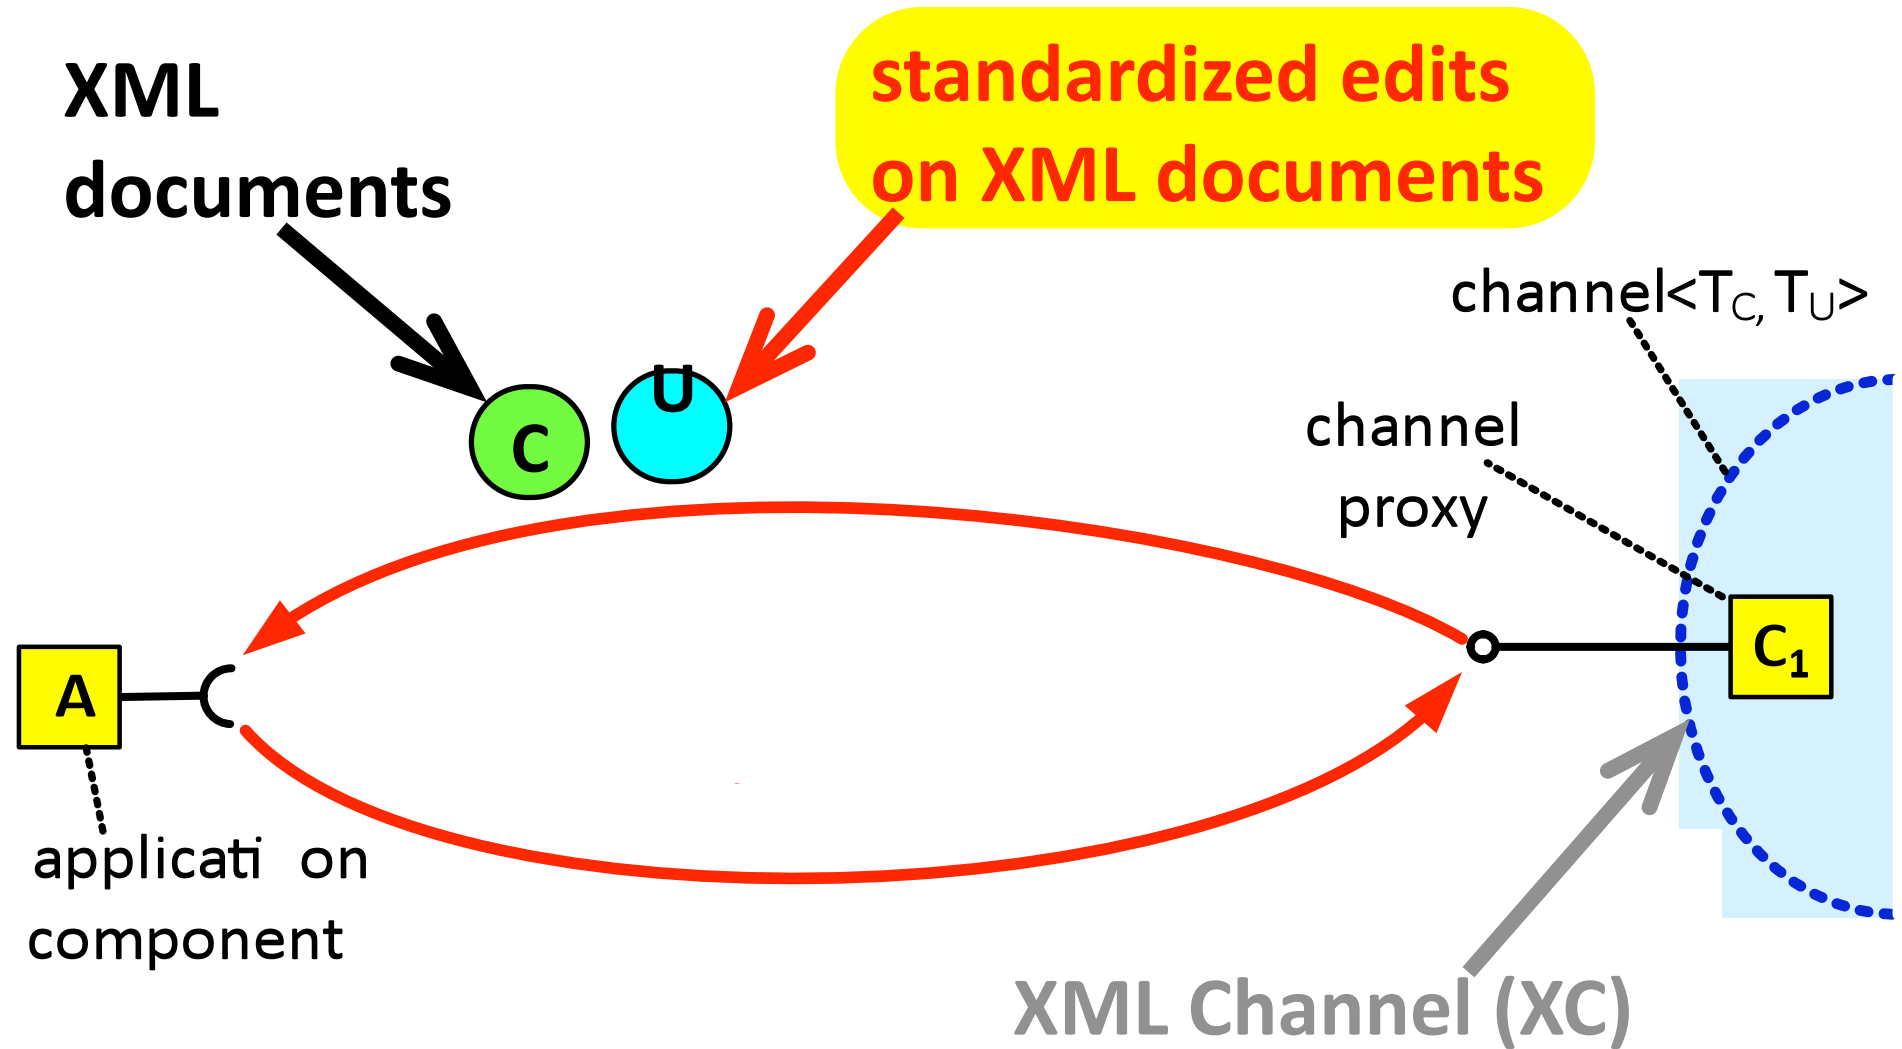 XML
documents
standardized edits
on XML documents
channel<TC, TU>
channel
proxy
C
U
A
C1
applicati on
component
XML Channel (XC)